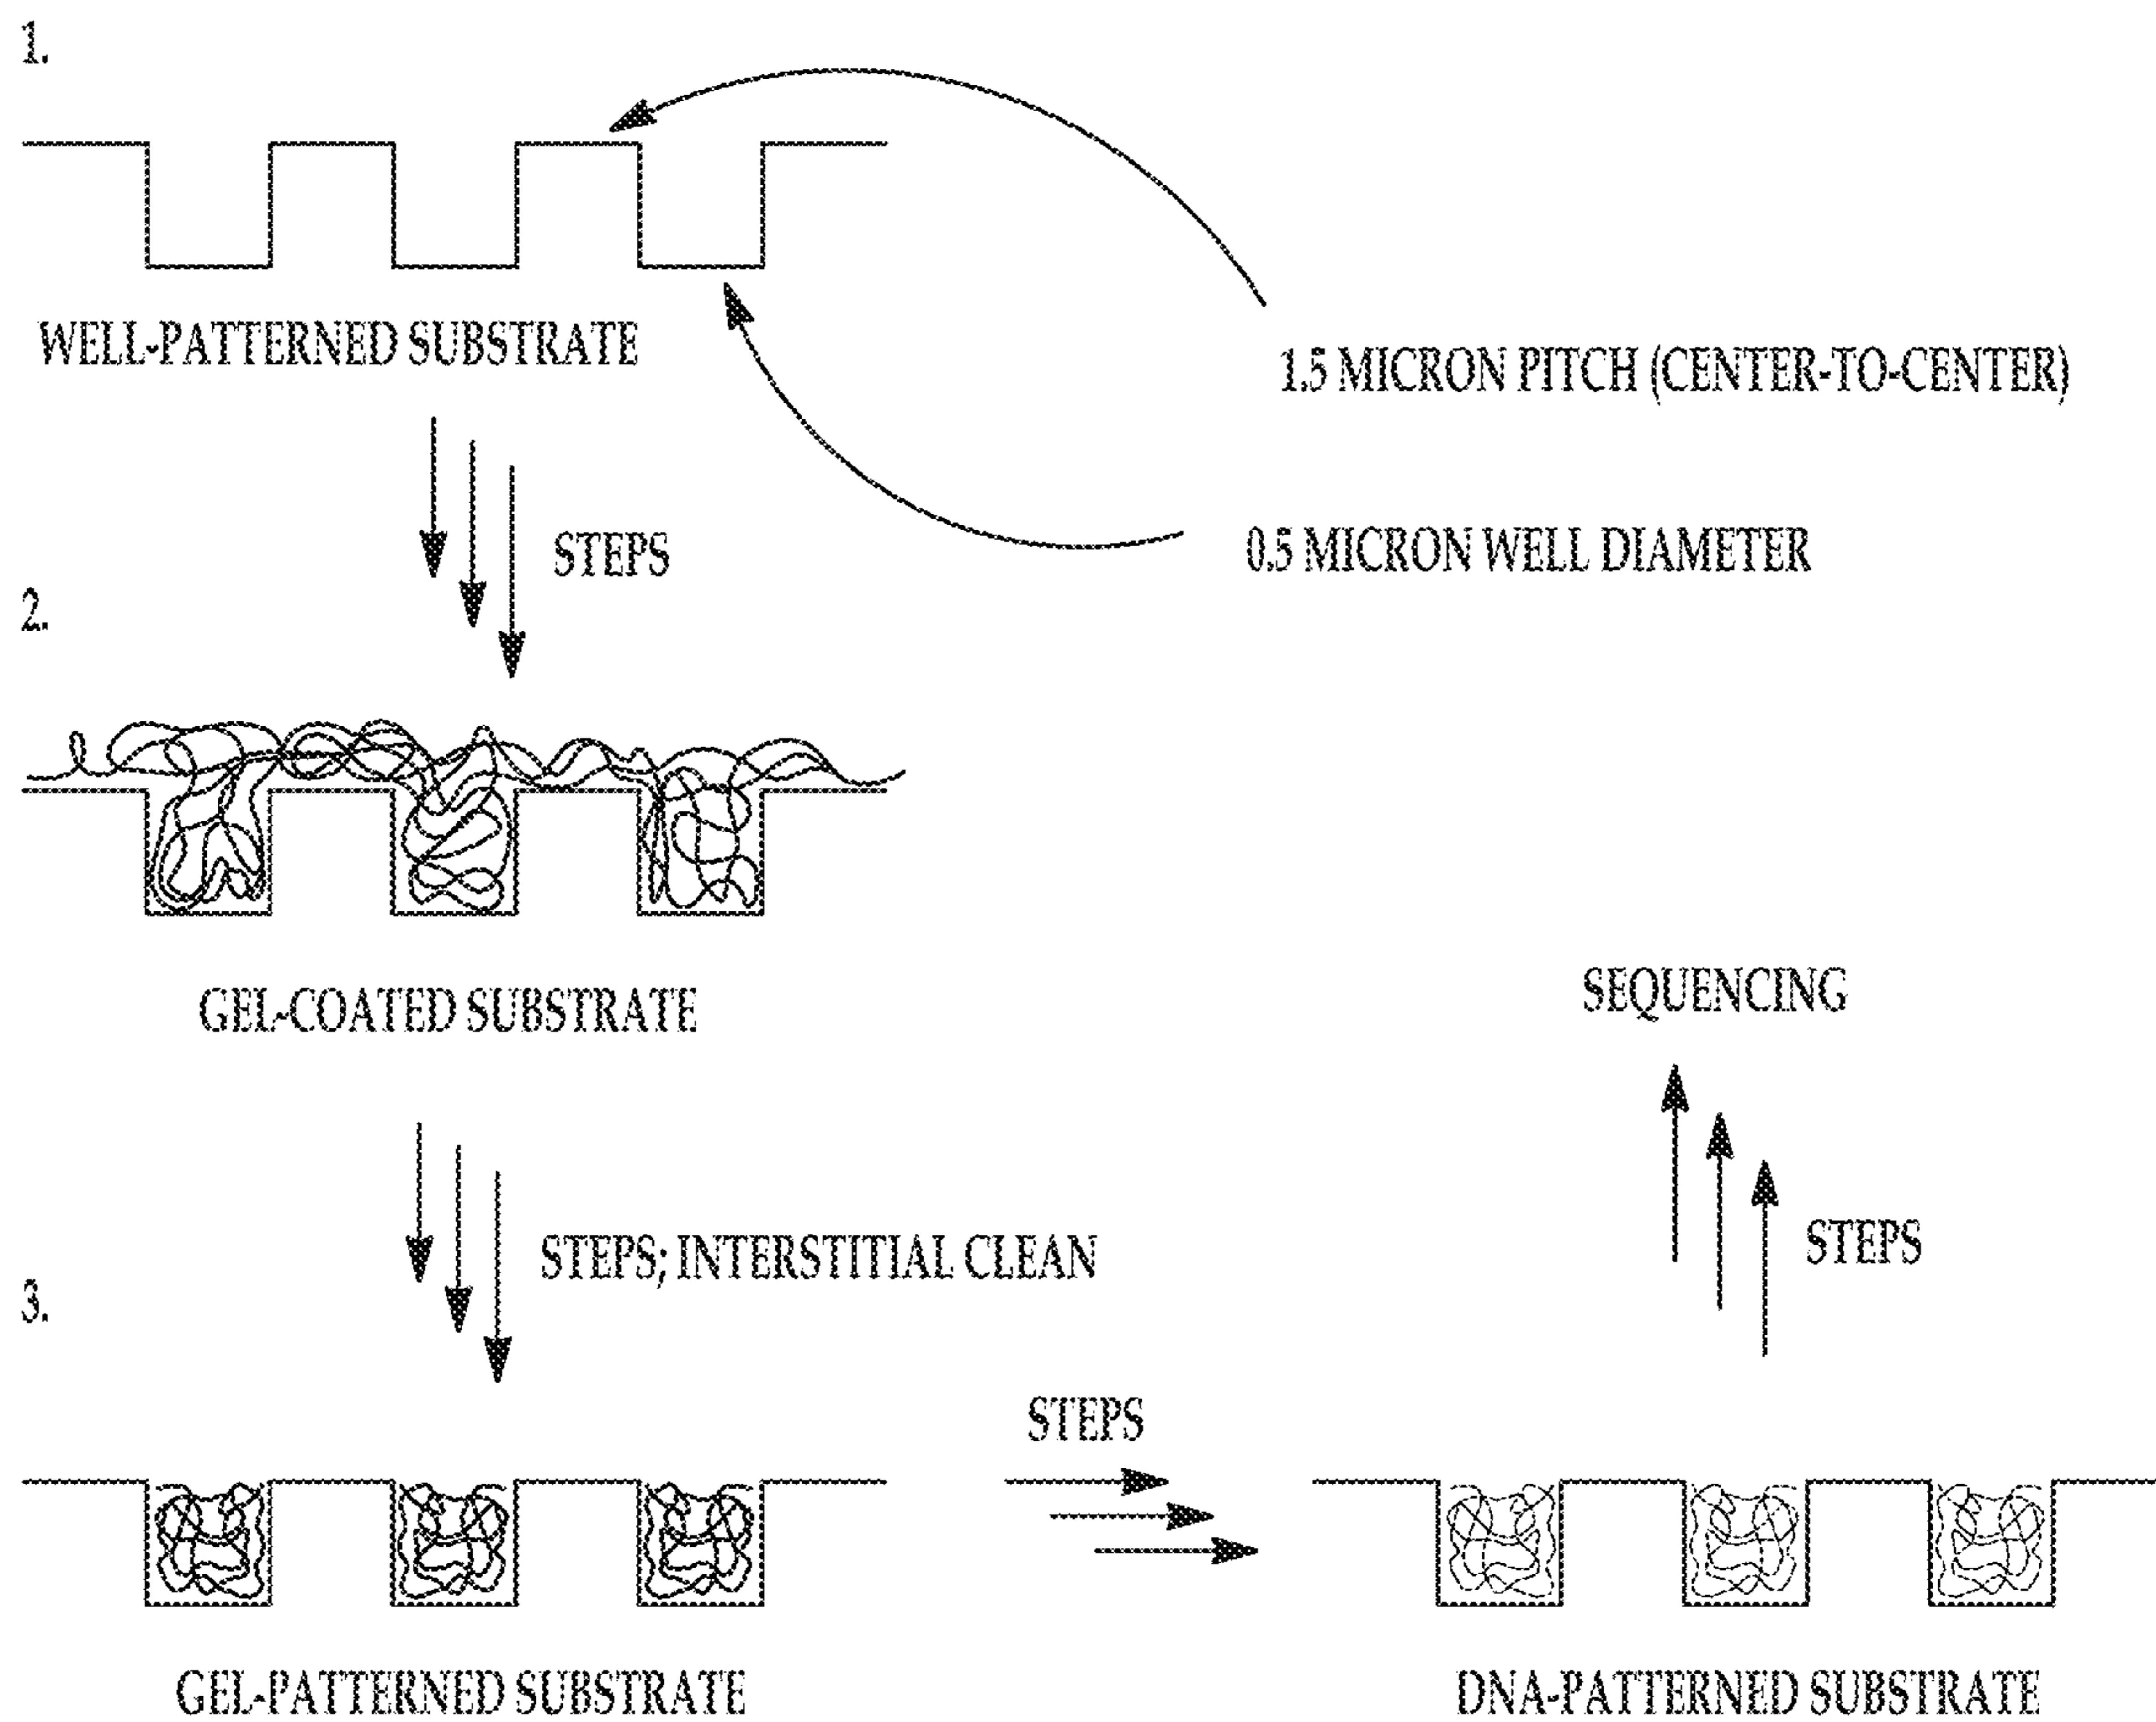 1.
WELL-PATTERNED SUBSTRATE
1.5 MICRON PITCH (CENTER-TO-CENTER)
0.5 MICRON WELL DIAMETER
STEPS
2.
GEL-COATED SUBSTRATE
STEPS; INTERSTITIAL CLEAN
3.
GEL-PATTERNED SUBSTRATE
STEPS
DNA-PATTERNED SUBSTRATE
STEPS
SEQUENCING